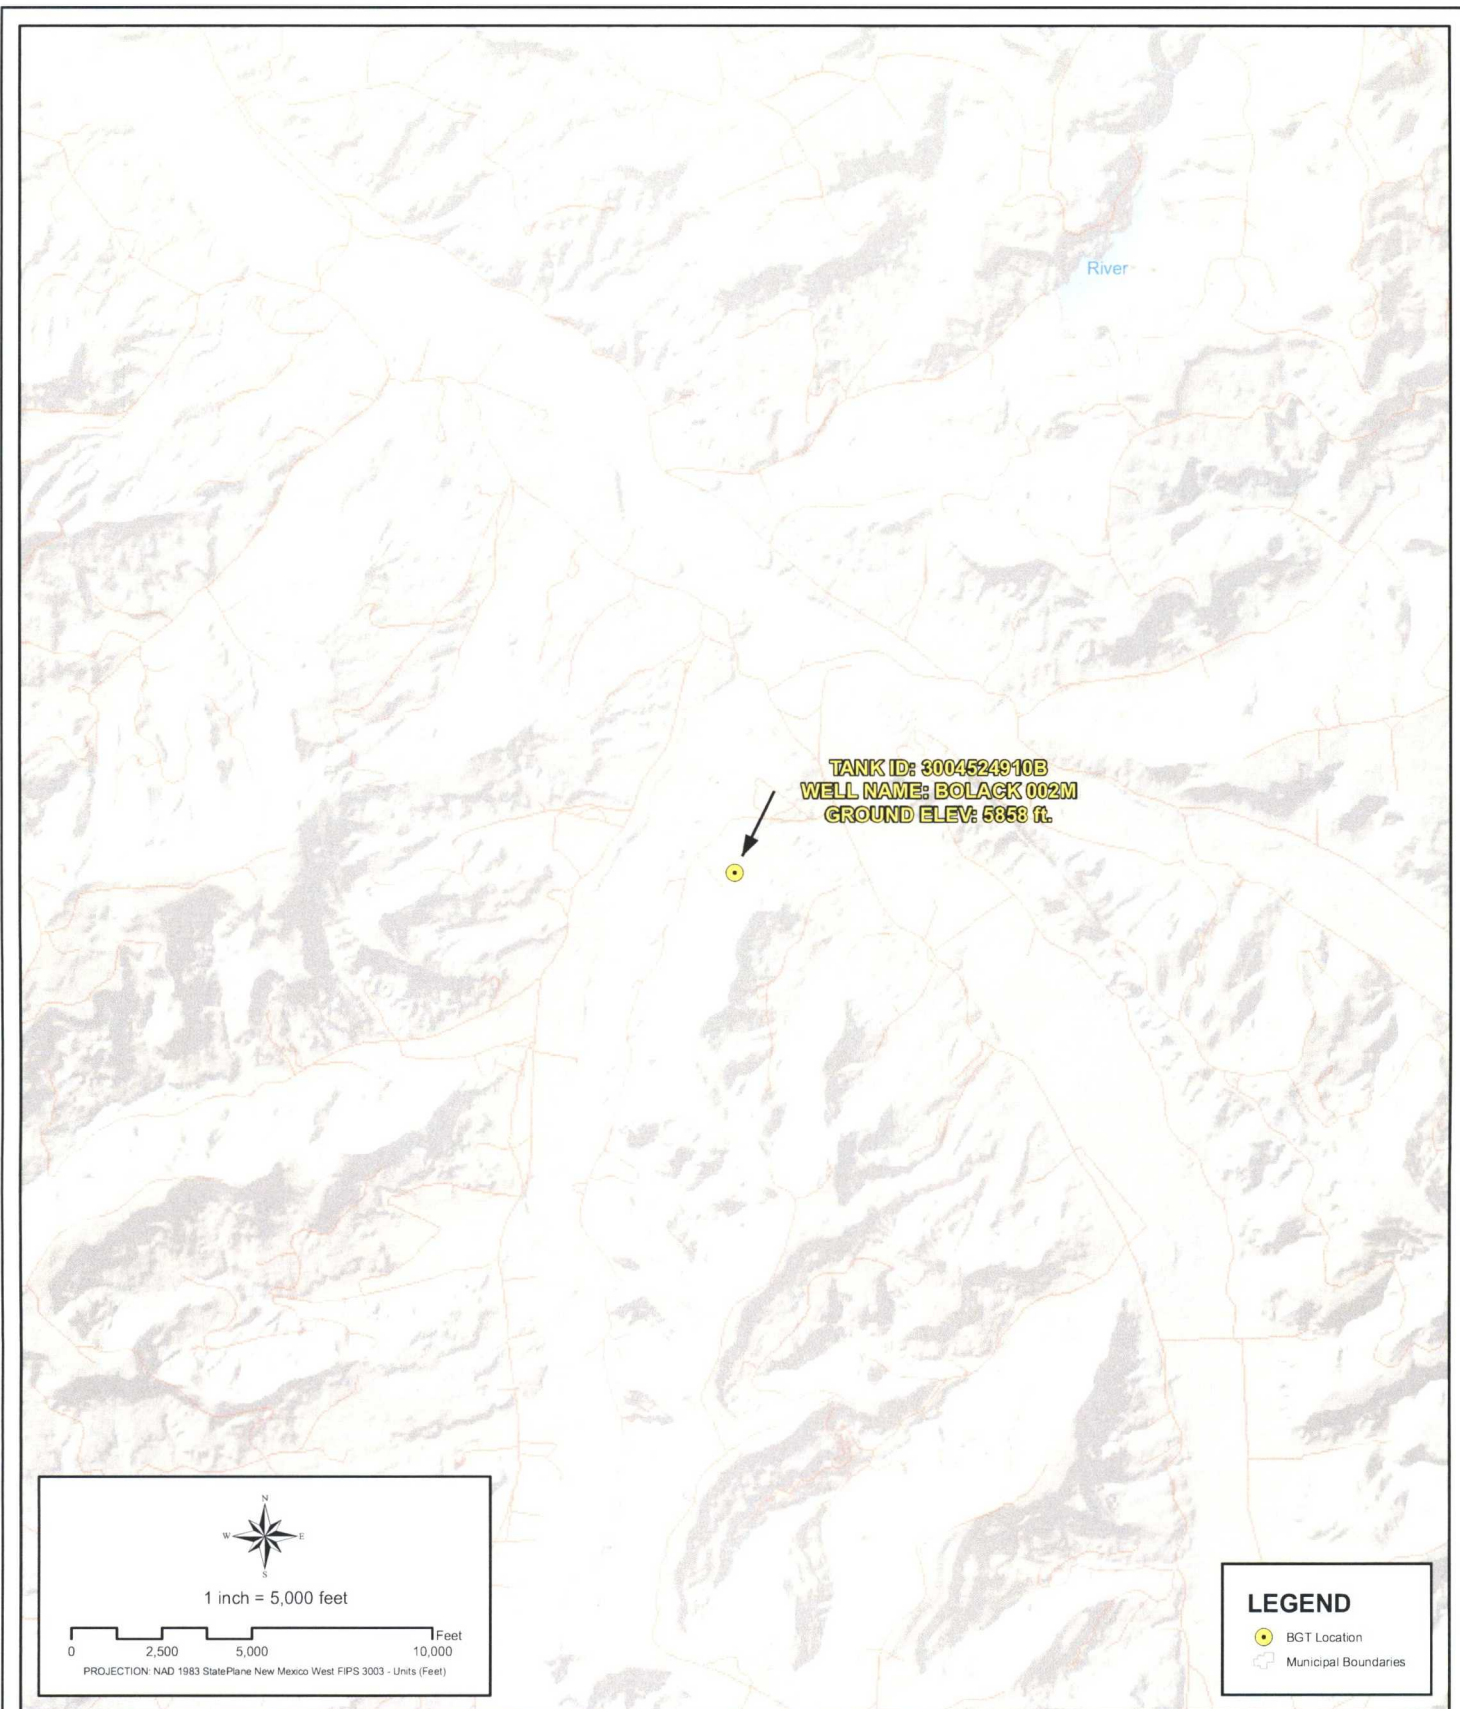 River
TANK ID: 3004524910B
WELL NAME: BOLACK 002M
GROUND ELEV: 5858 ft.
N
W
E
S
1 inch = 5,000 feet
Feet
0 2,500 5,000 10,000
PROJECTION: NAD 1983 StatePlane New Mexico West FIPS 3003 - Units (Feet)
LEGEND
BGT Location
Municipal Boundaries